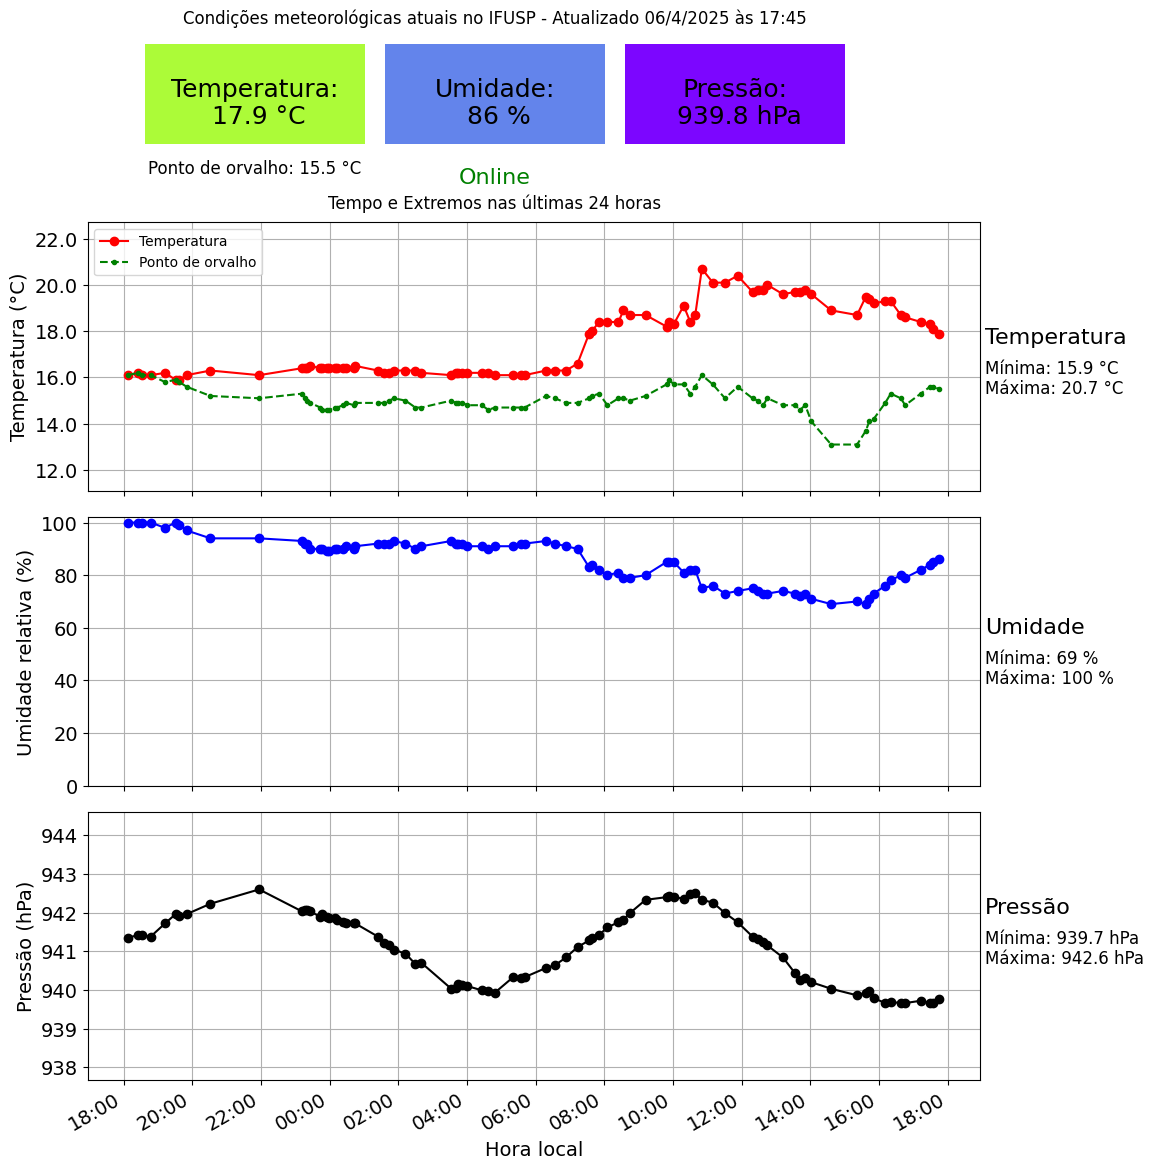 Condições meteorológicas atuais no IFUSP - Atualizado 06/4/2025 às 17:45
Temperatura:
17.9 °C
Umidade:
86 %
Pressão:
939.8 hPa
Ponto de orvalho: 15.5 °C
Online
Tempo e Extremos nas últimas 24 horas
Temperatura (°C)
22.0
20.0
18.0
16.0
14.0
12.0
Temperatura
Ponto de orvalho
Temperatura
Mínima: 15.9 °C
Máxima: 20.7 °C
Umidade relativa (%)
100
80
60
40
20
0
Umidade
Mínima: 69 %
Máxima: 100 %
Pressão (hPa)
944
943
942
941
940
939
938
Pressão
Mínima: 939.7 hPa
Máxima: 942.6 hPa
18:00 20:00 22:00 00:00 02:00 04:00 06:00 08:00 10:00 12:00 14:00 16:00 18:00
Hora local